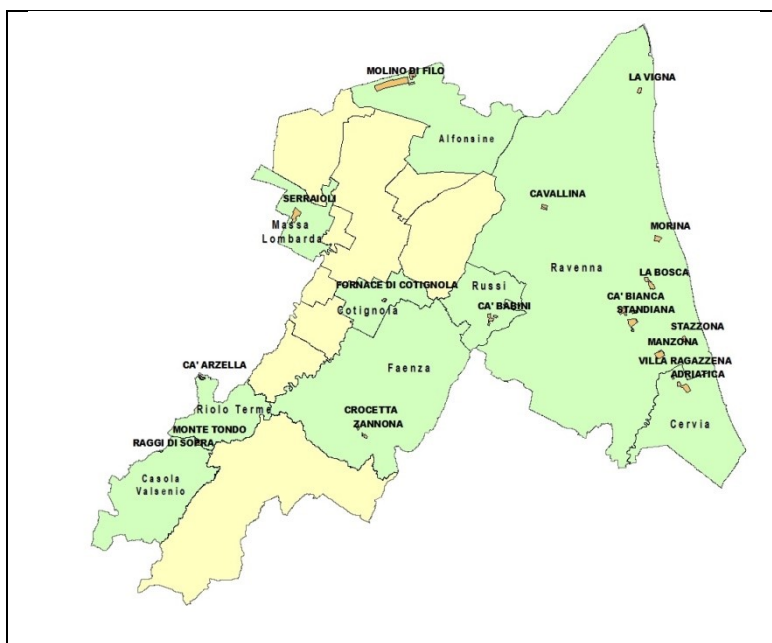 MOLINO DI FILO
LA VIGNA
Alfonsine
SERRAIOLI
CAVALLINA
Massa
Lombarda
MORINA
Ravenna
LA BOSCA
FORNACE DI COTIGNOLA
Russi
CA' BIANCA
Cotignola
CA' BABINI
STANDIANA
STAZZONA
MANZONA
CA' ARZELLA
Faenza
VILLA RAGAZZENA
ADRIATICA
Riolo Terme
CROCETTA
ZANNONA
MONTE TONDO
Cervia
RAGGI DI SOPRA
Casola
Valsenio